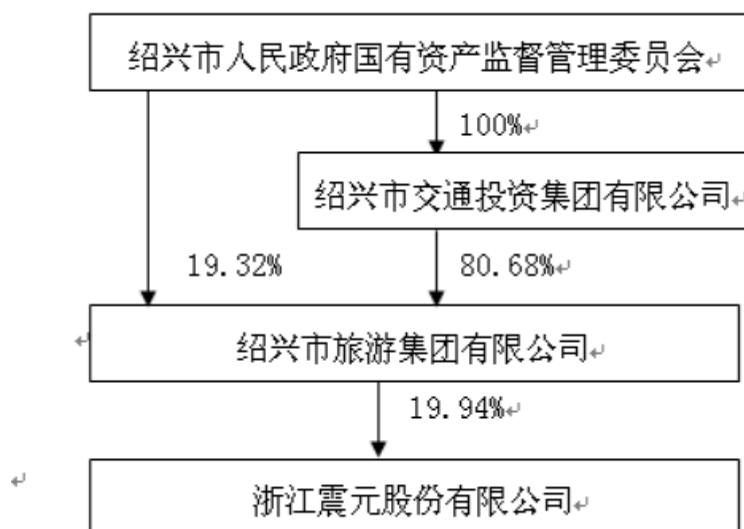 绍兴市人民政府国有资产监督管理委员会
100%
绍兴市交通投资集团有限公司
19.32%
80.68%
绍兴市旅游集团有限公司
19.94%
浙江震元股份有限公司